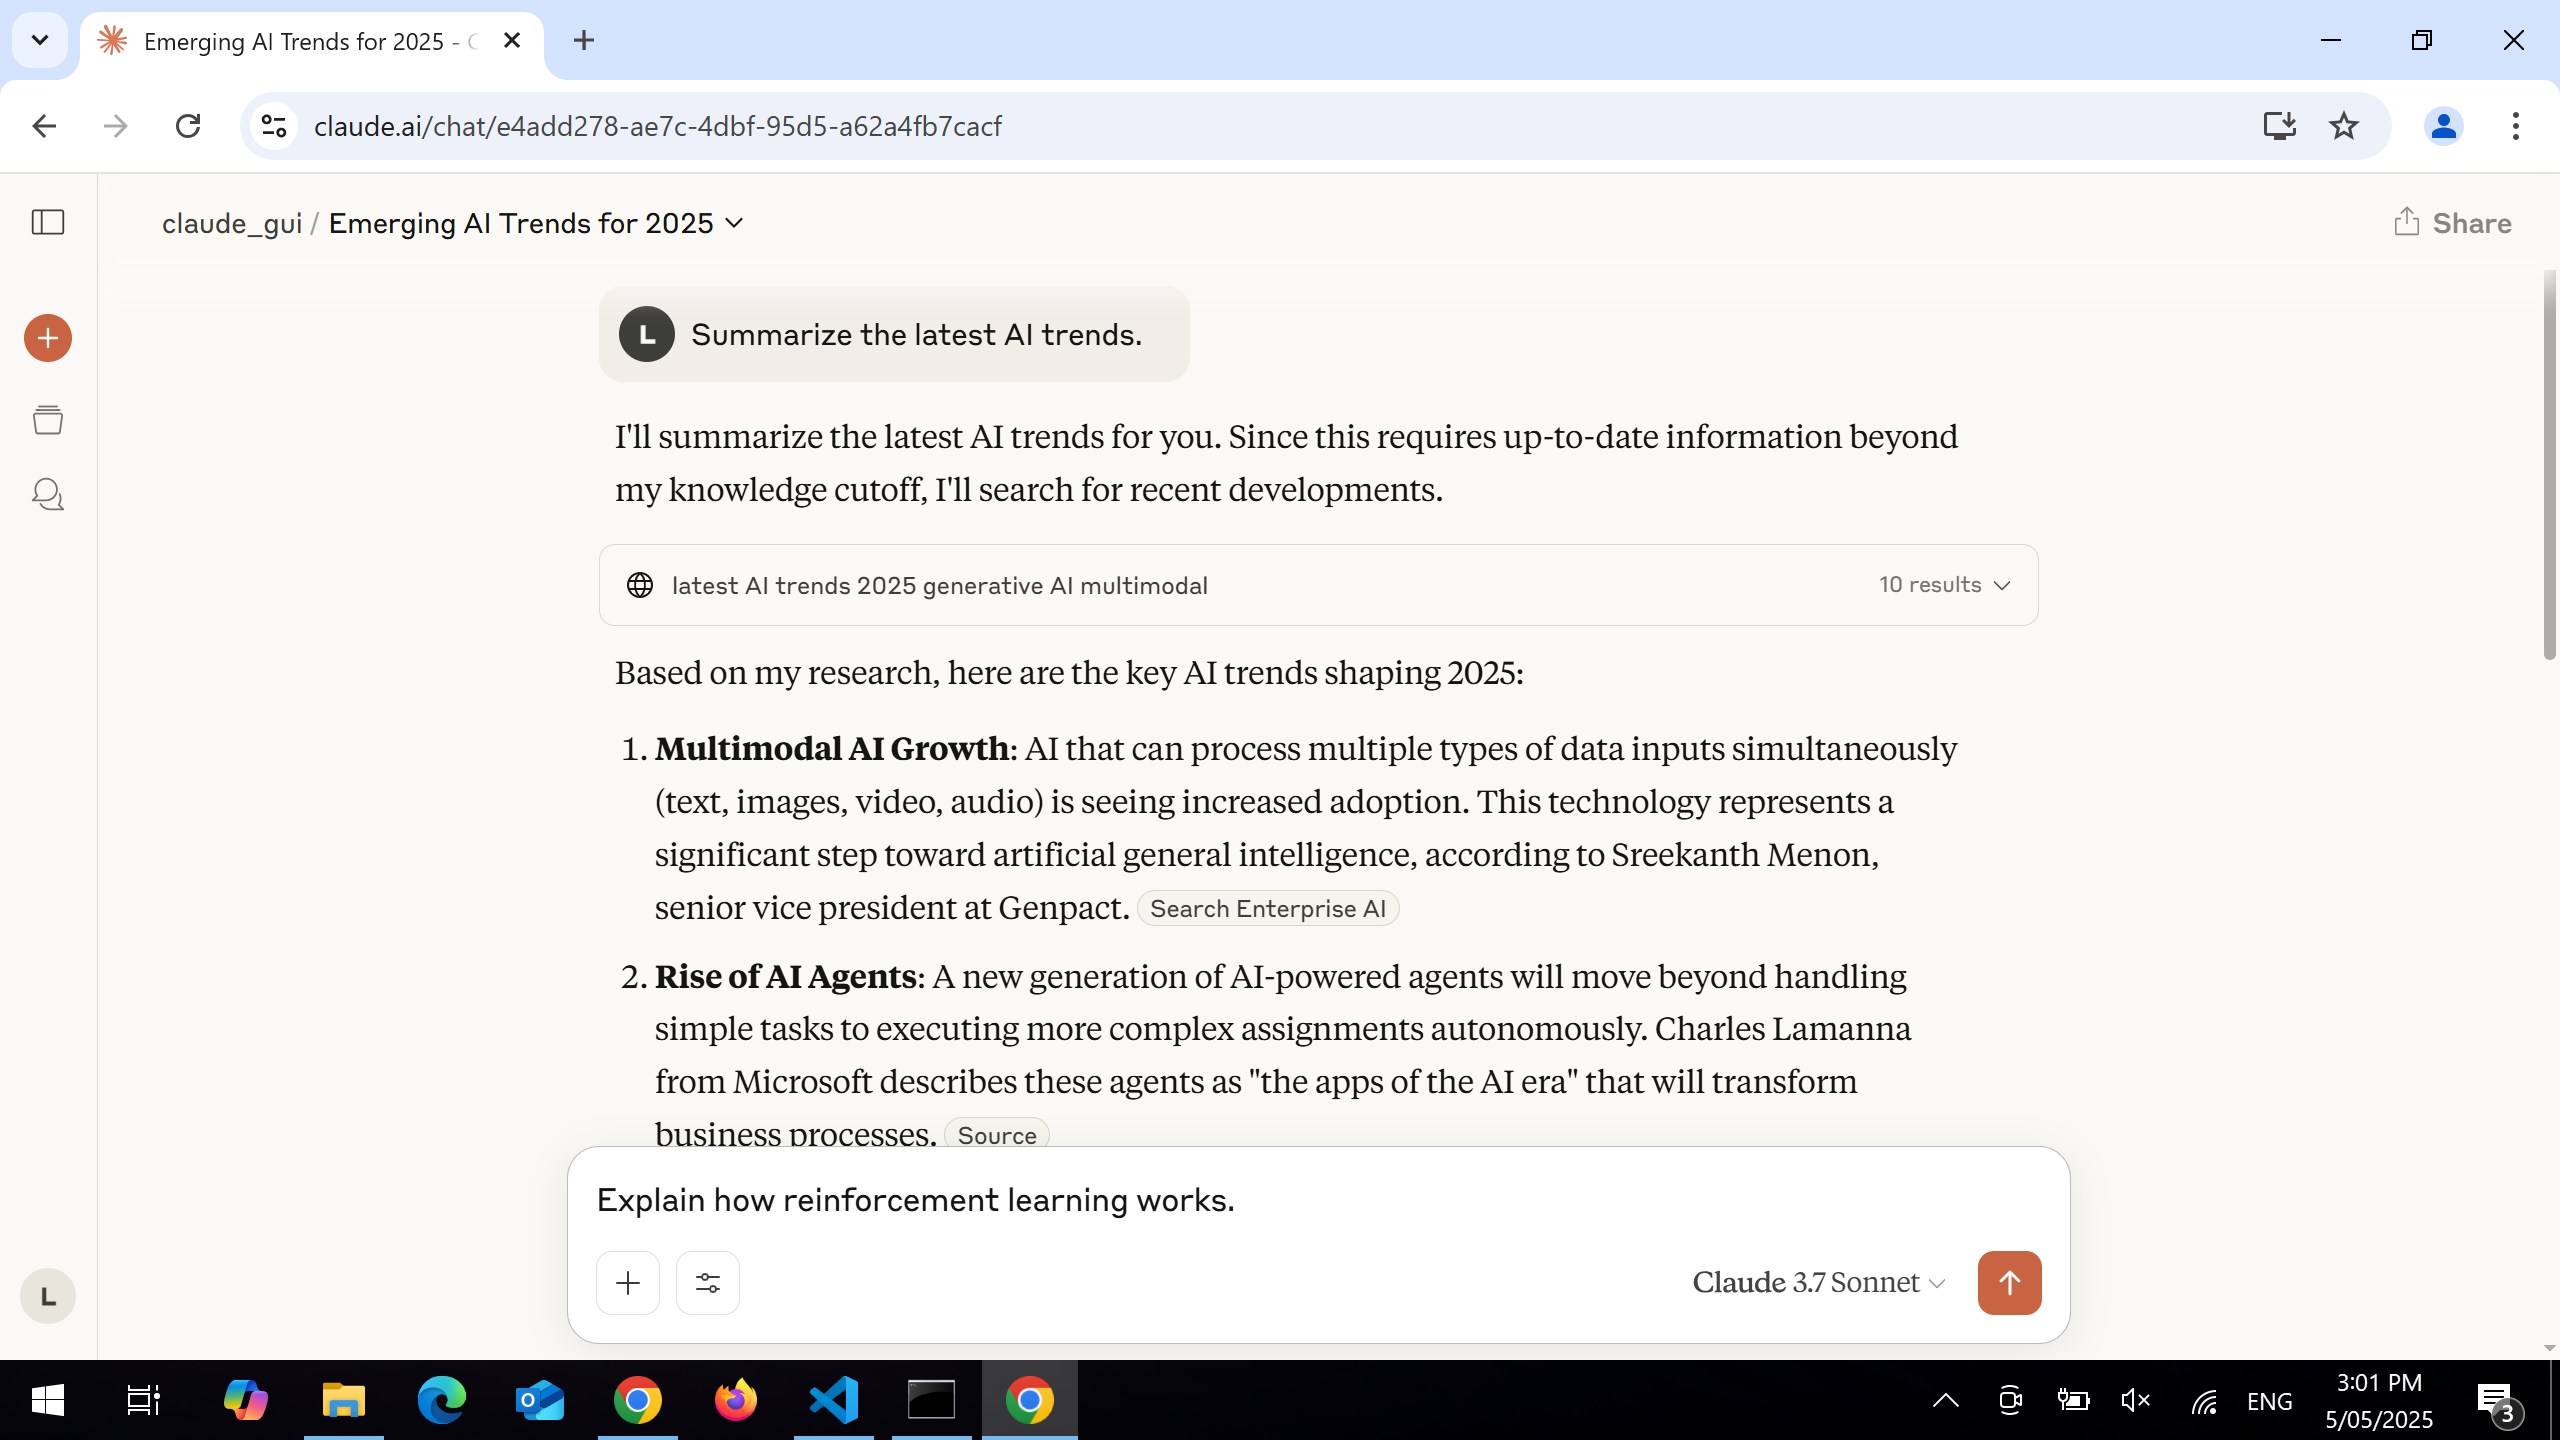 Emerging AI Trends for 2025 -
claude.ai/chat/e4add278-ae7c-4dbf-95d5-a62a4fb7cacf
claude_gui / Emerging AI Trends for 2025
Share
L
Summarize the latest AI trends.
I'll summarize the latest AI trends for you. Since this requires up-to-date information beyond
my knowledge cutoff, I'll search for recent developments.
latest AI trends 2025 generative AI multimodal
10 results
Based on my research, here are the key AI trends shaping 2025:
1. Multimodal AI Growth: AI that can process multiple types of data inputs simultaneously
(text, images, video, audio) is seeing increased adoption. This technology represents a
significant step toward artificial general intelligence, according to Sreekanth Menon,
senior vice president at Genpact. Search Enterprise AI
2. Rise of AI Agents: A new generation of AI-powered agents will move beyond handling
simple tasks to executing more complex assignments autonomously. Charles Lamanna
from Microsoft describes these agents as "the apps of the AI era" that will transform
business processes. Source
Explain how reinforcement learning works.
Claude 3.7 Sonnet
L
ENG
3:01 PM
5/05/2025
3